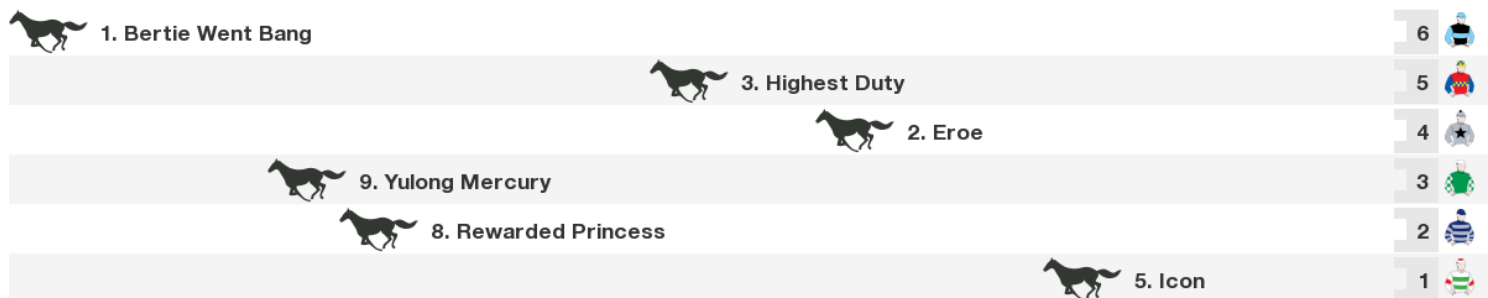 1. Bertie Went Bang 6
3. Highest Duty 5
2. Eroe 4
9. Yulong Mercury 3
8. Rewarded Princess 2
5. Icon 1